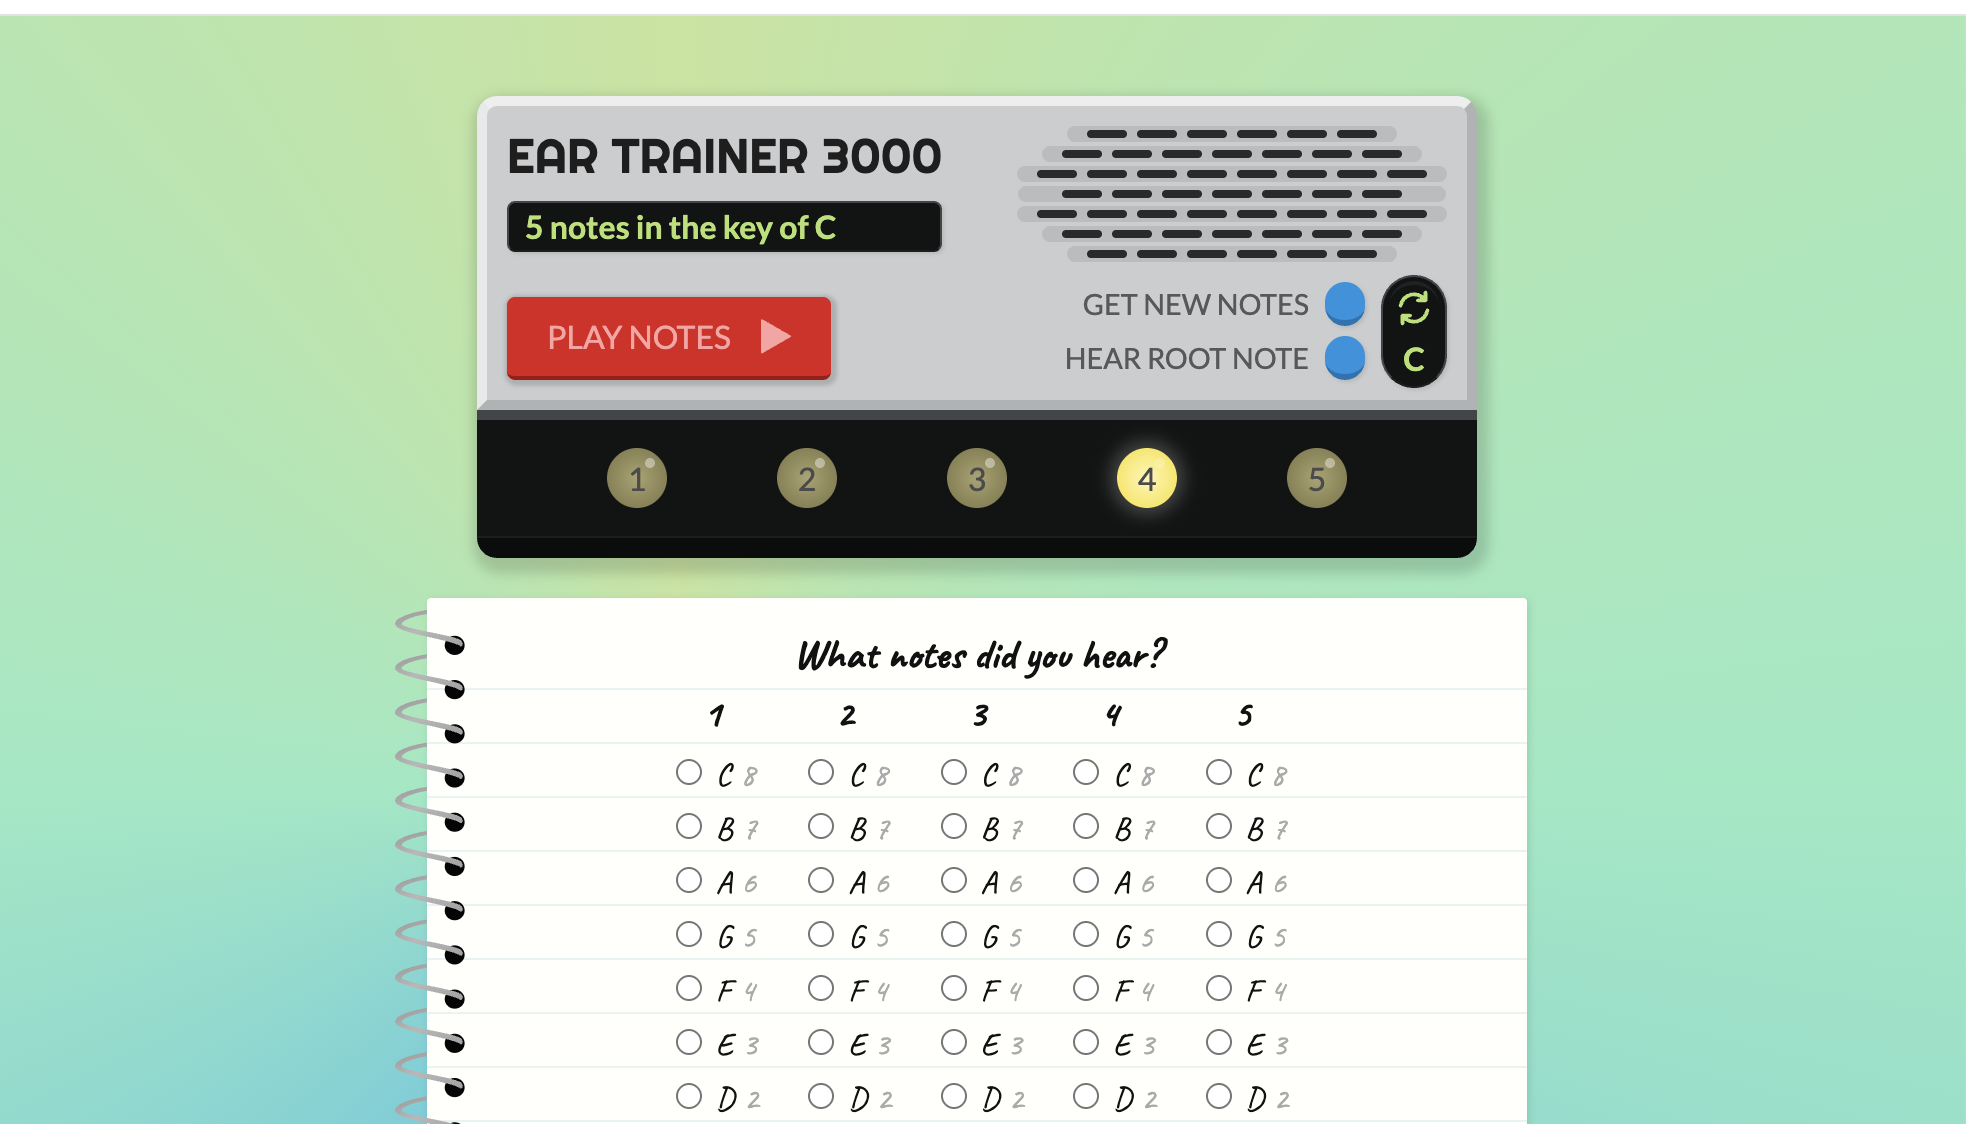 EAR TRAINER 3000
5 notes in the key of C
PLAY NOTES
GET NEW NOTES
HEAR ROOT NOTE
C
1 2 3 4 5
What notes did you hear?
1 2 3 4 5
C 8 C 8 C 8 C 8 C 8
B 7 B 7 B 7 B 7 B 7
A 6 A 6 A 6 A 6 A 6
G 5 G 5 G 5 G 5 G 5
F 4 F 4 F 4 F 4 F 4
E 3 E 3 E 3 E 3 E 3
D 2 D 2 D 2 D 2 D 2